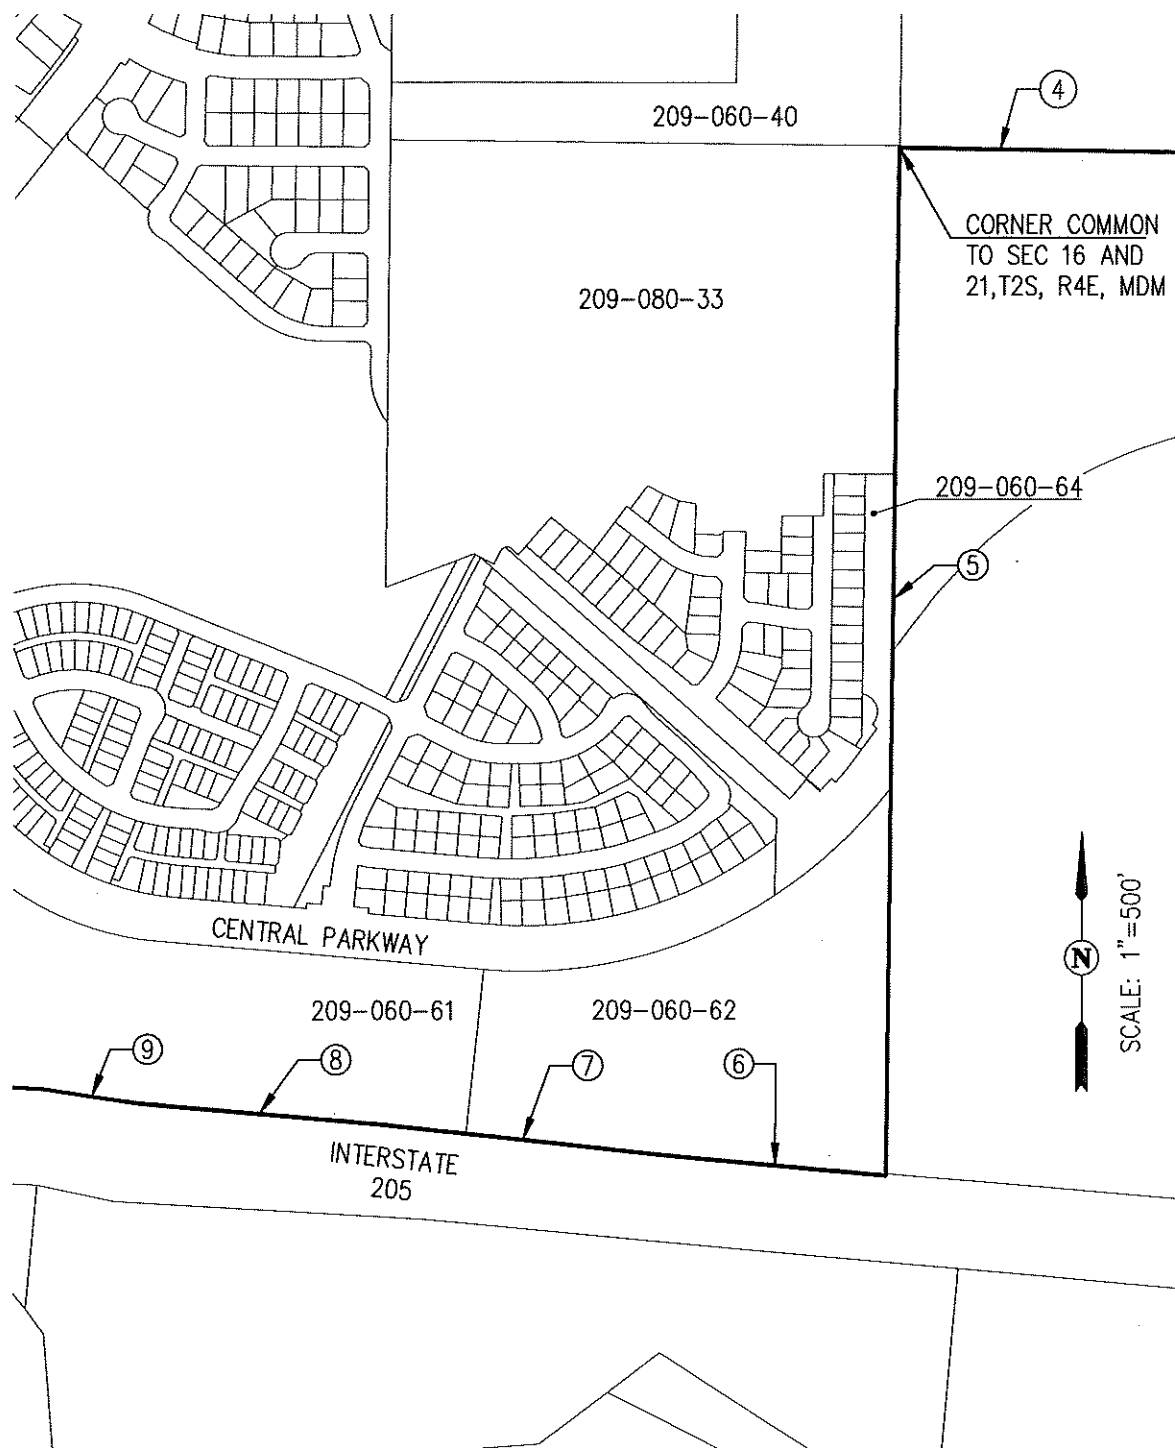 4
209-060-40
CORNER COMMON
TO SEC 16 AND
21,T2S, R4E, MDM
209-080-33
209-060-64
5
CENTRAL PARKWAY
N
SCALE: 1"=500'
209-060-61
209-060-62
9
8
7
6
INTERSTATE
205